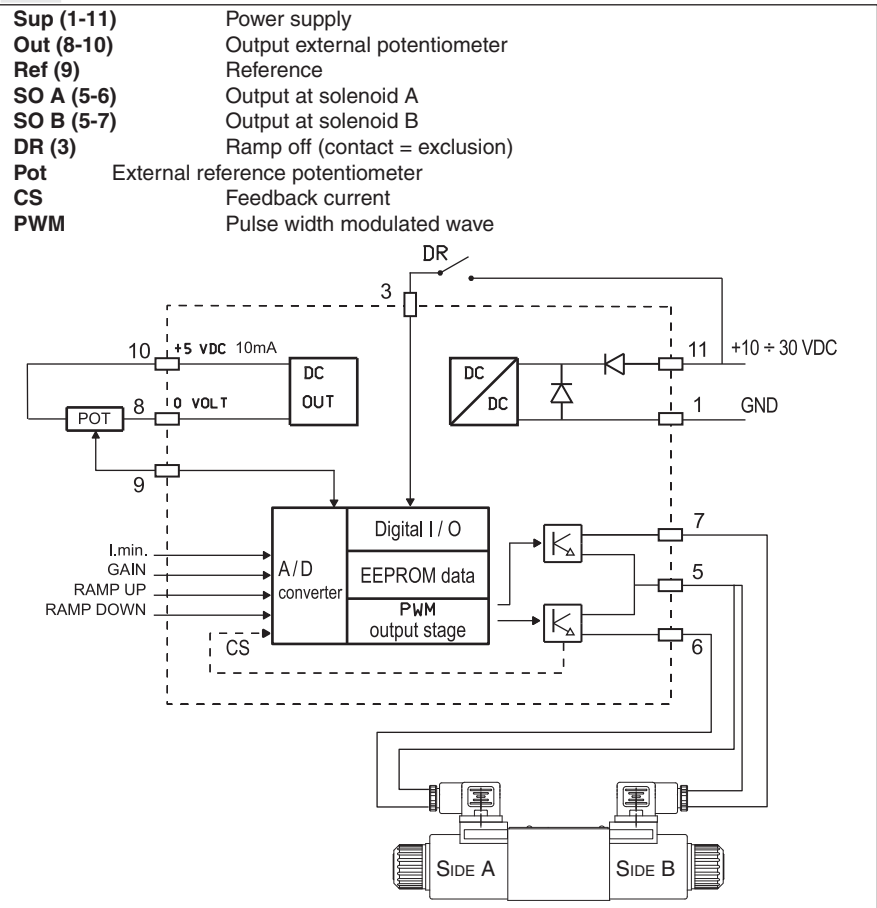 Sup (1-11) Power supply
Out (8-10) Output external potentiometer
Ref (9) Reference
SO A (5-6) Output at solenoid A
SO B (5-7) Output at solenoid B
DR (3) Ramp off (contact = exclusion)
Pot External reference potentiometer
CS Feedback current
PWM Pulse width modulated wave
DR
3
10 +5 VDC 10mA
DC
OUT
DC
DC
11 +10 ÷ 30 VDC
POT 8 0 VOLT
1 GND
9
7
Digital I / O
I.min.
GAIN
RAMP UP
RAMP DOWN
A/D
converter
EEPROM data
PWM
output stage
5
CS
6
SIDE A
SIDE B